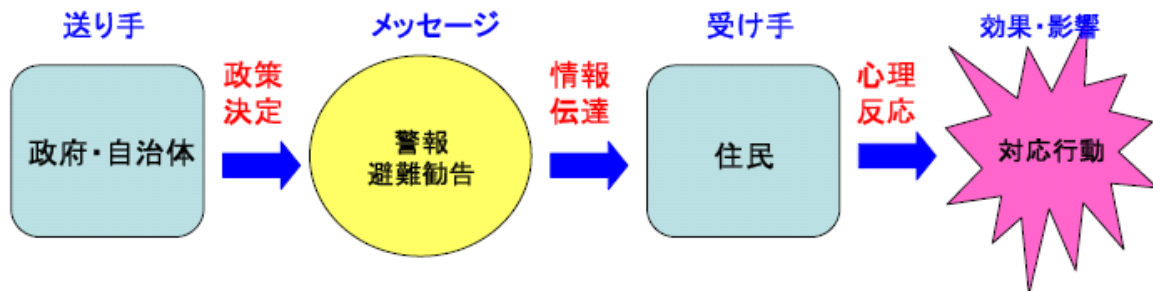 送り手
メッセージ
受け手
効果・影響
政府・自治体
政策
決定
警報
避難勧告
情報
伝達
住民
心理
反応
対応行動